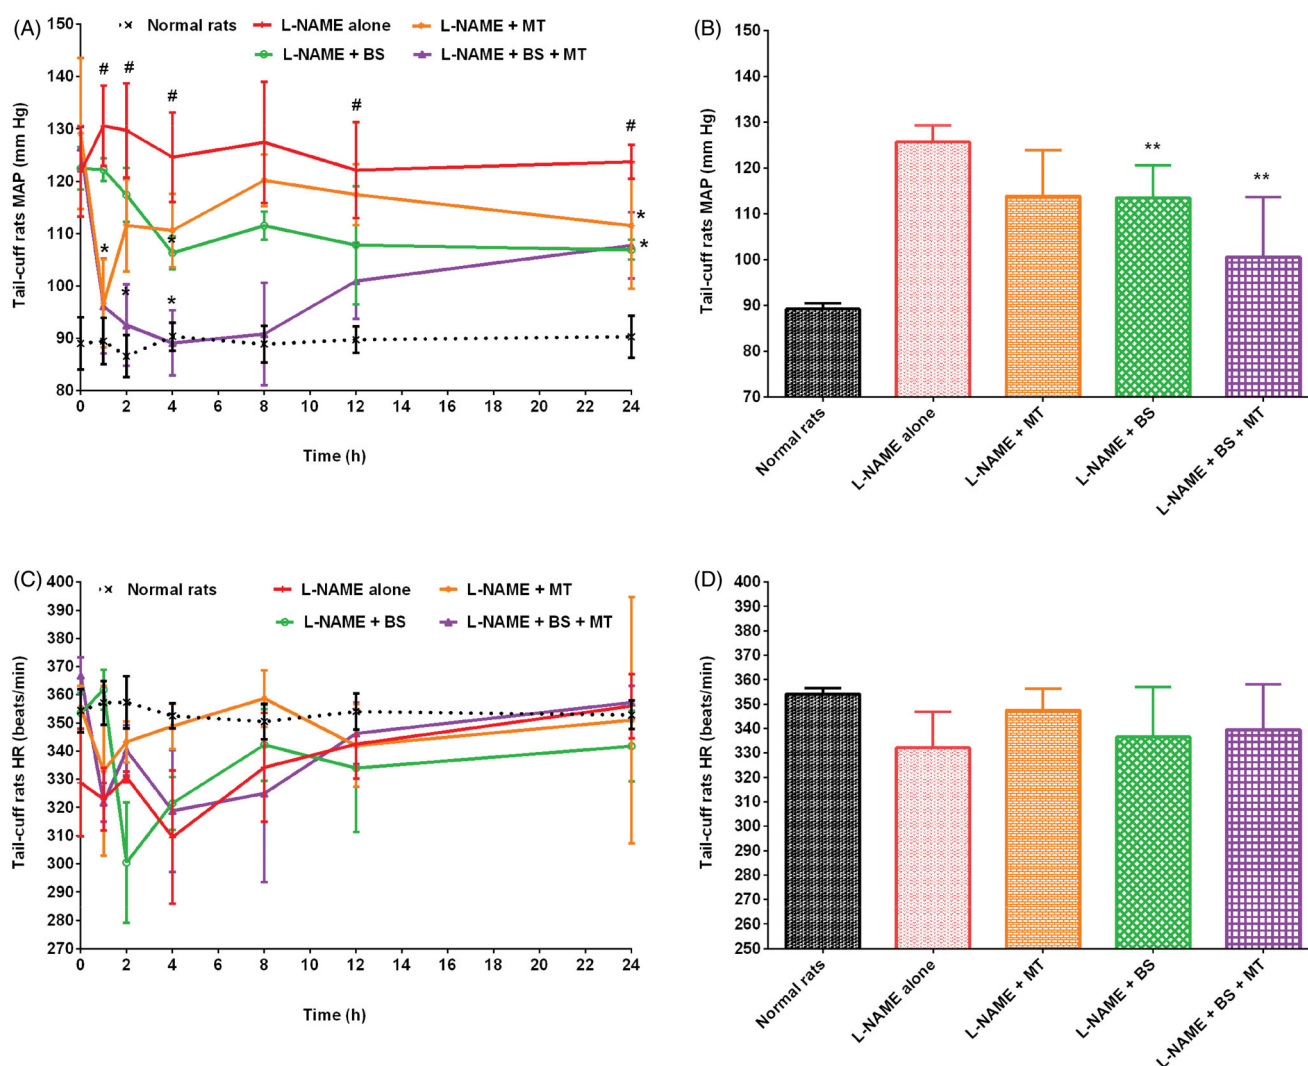 (A)
Normal rats
L-NAME alone
L-NAME + MT
L-NAME + BS
L-NAME + BS + MT
Tail-cuff rats MAP (mm Hg)
150
140
130
120
110
100
90
80
# # # # #
* * * * * *
0 2 4 6 8 10 12 14 16 18 20 22 24
Time (h)
(B)
Tail-cuff rats MAP (mm Hg)
150
140
130
120
110
100
90
80
70
** **
Normal rats
L-NAME alone
L-NAME + MT
L-NAME + BS
L-NAME + BS + MT
(C)
Normal rats
L-NAME alone
L-NAME + MT
L-NAME + BS
L-NAME + BS + MT
Tail-cuff rats HR (beats/min)
400
390
380
370
360
350
340
330
320
310
300
290
280
270
0 2 4 6 8 10 12 14 16 18 20 22 24
Time (h)
(D)
Tail-cuff rats HR (beats/min)
400
390
380
370
360
350
340
330
320
310
300
290
280
270
260
250
Normal rats
L-NAME alone
L-NAME + MT
L-NAME + BS
L-NAME + BS + MT